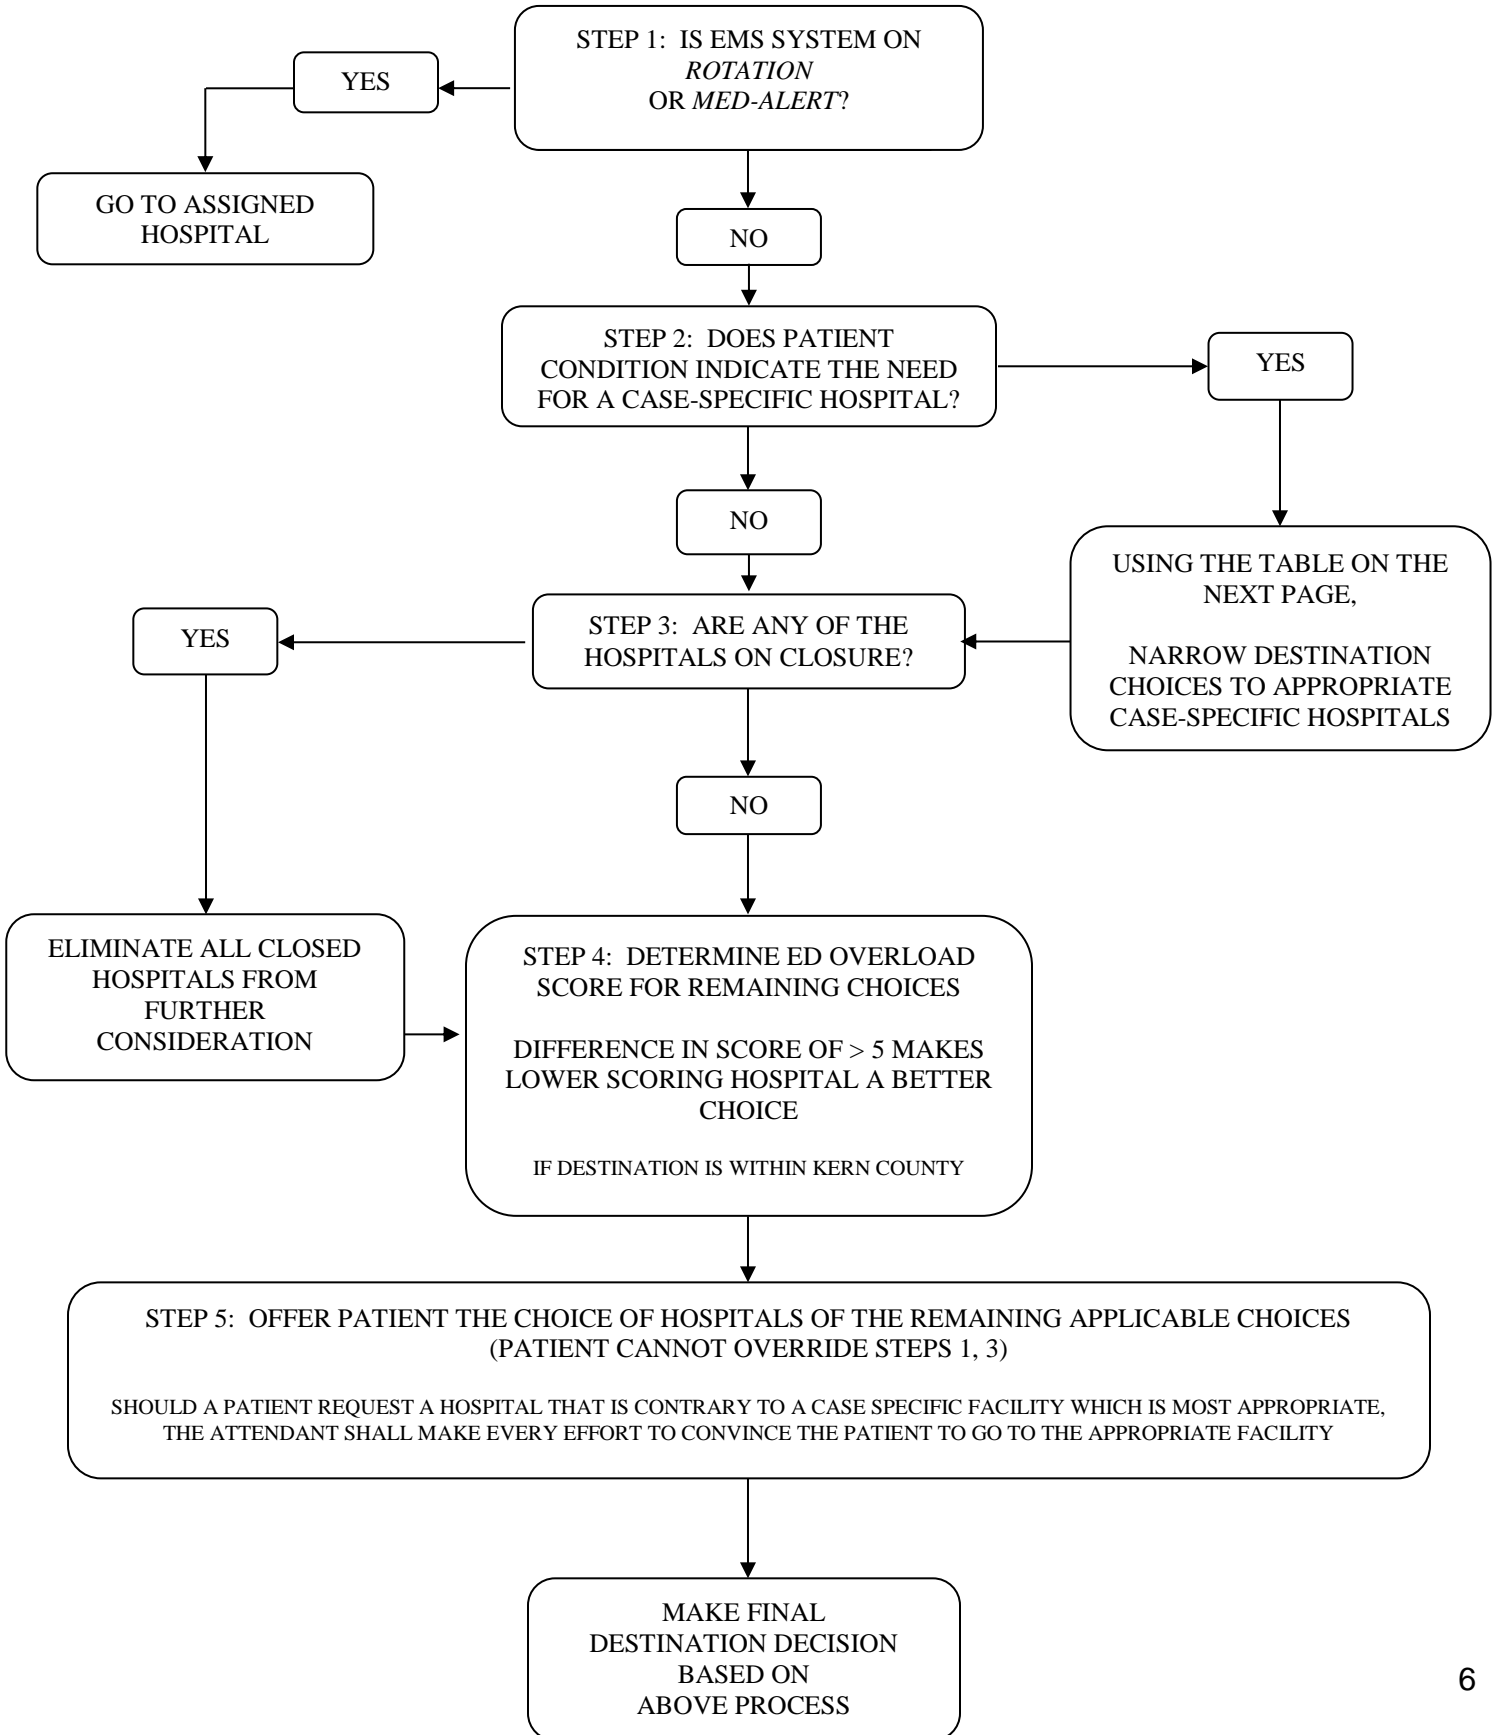 STEP 1: IS EMS SYSTEM ON
ROTATION
OR MED-ALERT?
YES
GO TO ASSIGNED
HOSPITAL
NO
STEP 2: DOES PATIENT
CONDITION INDICATE THE NEED
FOR A CASE-SPECIFIC HOSPITAL?
YES
NO
USING THE TABLE ON THE
NEXT PAGE,
NARROW DESTINATION
CHOICES TO APPROPRIATE
CASE-SPECIFIC HOSPITALS
STEP 3: ARE ANY OF THE
HOSPITALS ON CLOSURE?
YES
NO
ELIMINATE ALL CLOSED
HOSPITALS FROM
FURTHER
CONSIDERATION
STEP 4: DETERMINE ED OVERLOAD
SCORE FOR REMAINING CHOICES
DIFFERENCE IN SCORE OF > 5 MAKES
LOWER SCORING HOSPITAL A BETTER
CHOICE
IF DESTINATION IS WITHIN KERN COUNTY
STEP 5: OFFER PATIENT THE CHOICE OF HOSPITALS OF THE REMAINING APPLICABLE CHOICES
(PATIENT CANNOT OVERRIDE STEPS 1, 3)
SHOULD A PATIENT REQUEST A HOSPITAL THAT IS CONTRARY TO A CASE SPECIFIC FACILITY WHICH IS MOST APPROPRIATE,
THE ATTENDANT SHALL MAKE EVERY EFFORT TO CONVINCE THE PATIENT TO GO TO THE APPROPRIATE FACILITY
MAKE FINAL
DESTINATION DECISION
BASED ON
ABOVE PROCESS
6